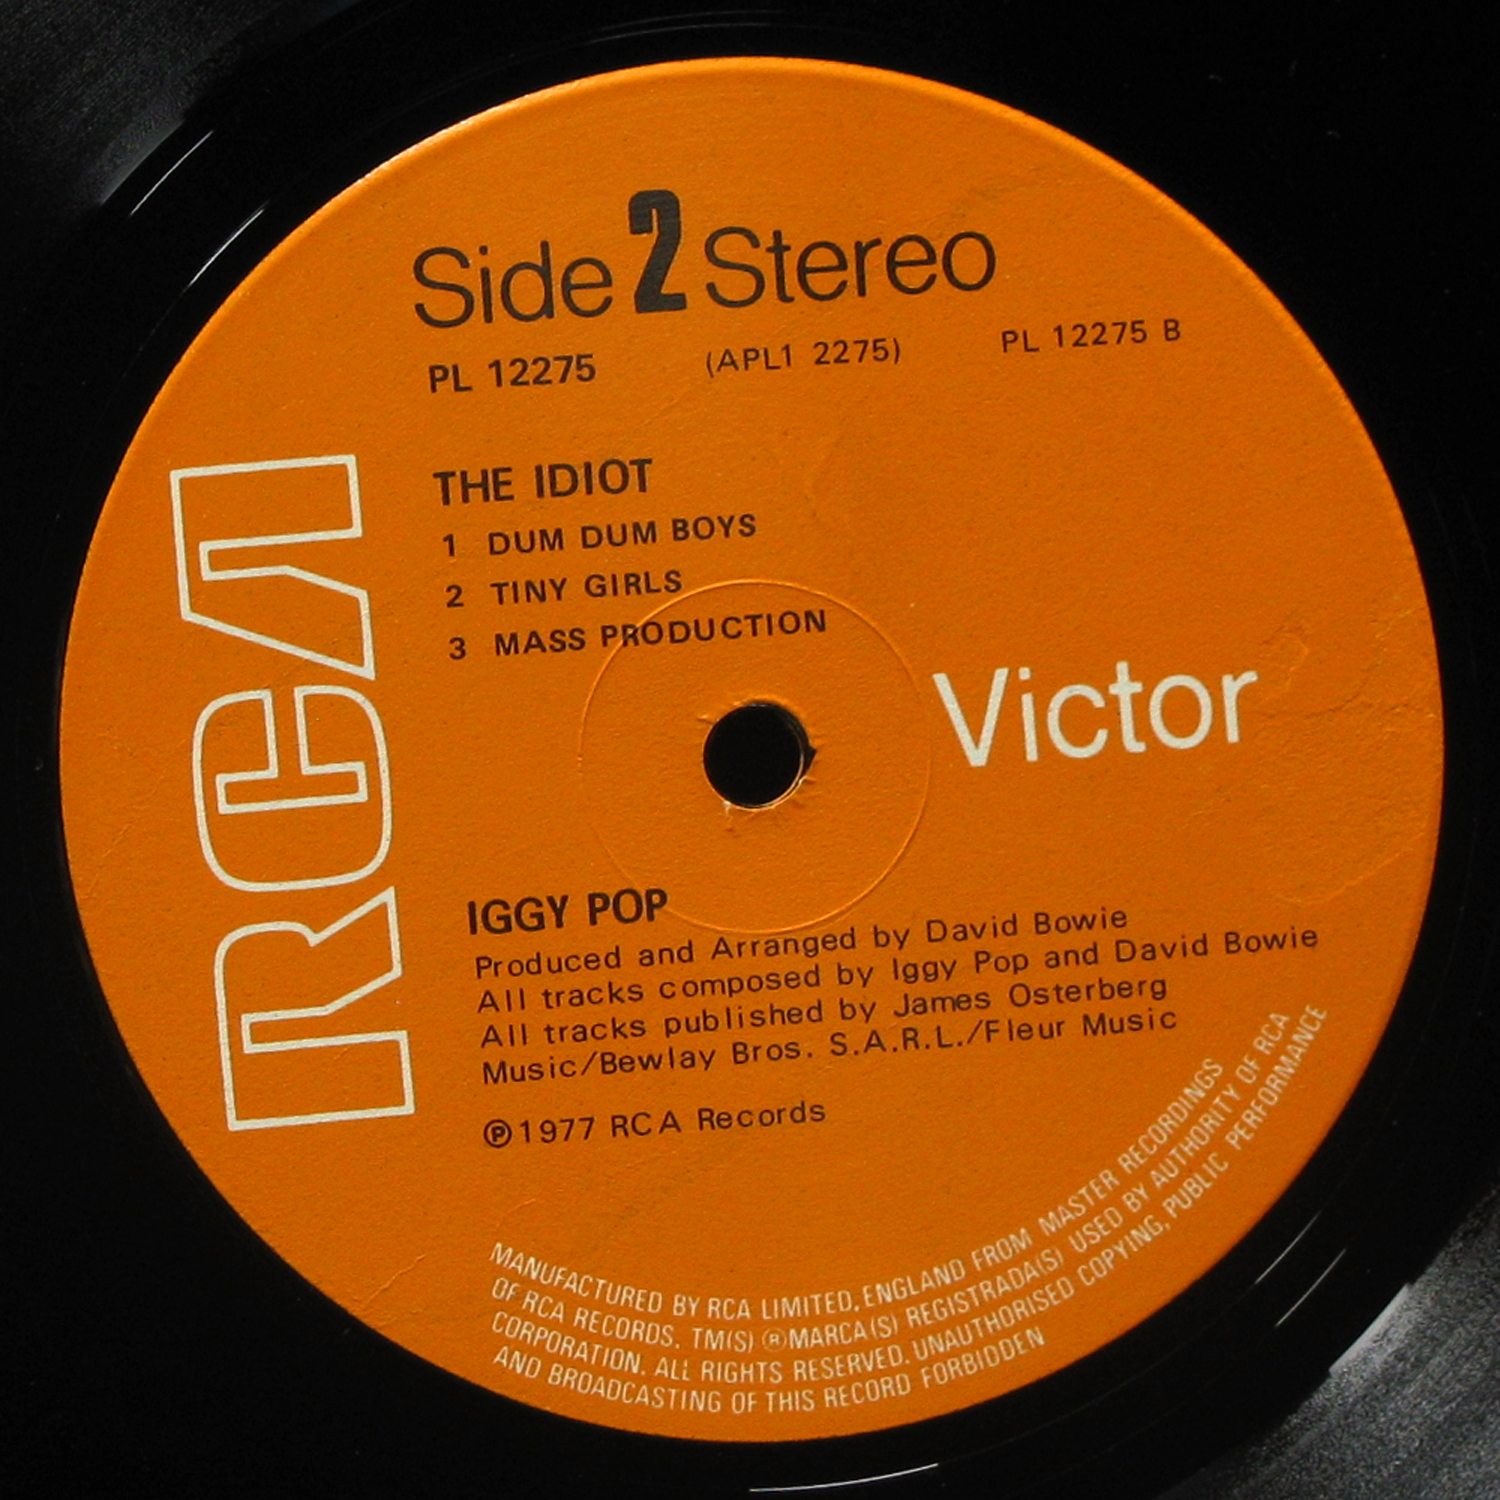 Side 2 Stereo
PL 12275 (APL1 2275) PL 12275 B
THE IDIOT
1 DUM DUM BOYS
2 TINY GIRLS
3 MASS PRODUCTION
RCA
Victor
IGGY POP
Produced and Arranged by David Bowie
All tracks composed by Iggy Pop and David Bowie
All tracks published by James Osterberg
Music/Bewlay Bros. S.A.R.L./Fleur Music
℗1977 RCA Records
MANUFACTURED BY RCA LIMITED, ENGLAND FROM MASTER RECORDINGS
OF RCA RECORDS. TM(S) ® MARCA(S) REGISTRADA(S) USED BY AUTHORITY OF RCA
CORPORATION. ALL RIGHTS RESERVED. UNAUTHORISED COPYING, PUBLIC PERFORMANCE
AND BROADCASTING OF THIS RECORD FORBIDDEN